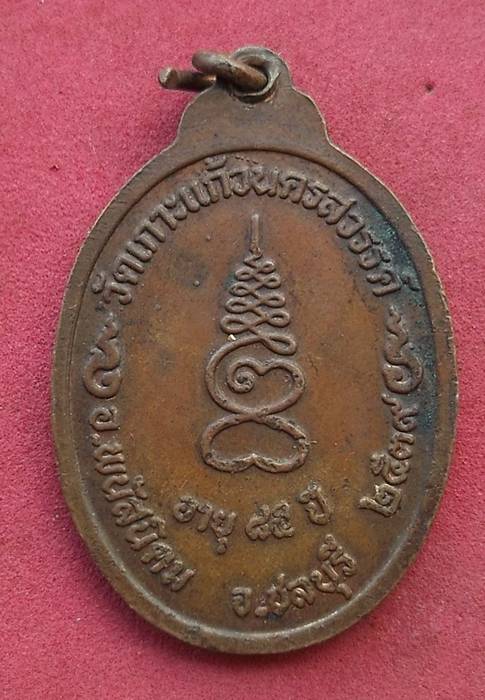 วัดเกาะแก้วนครสวรรค์
อายุ ๘๕ ปี
อ.พนัสนิคม จ.ชลบุรี ๒๕๓๙